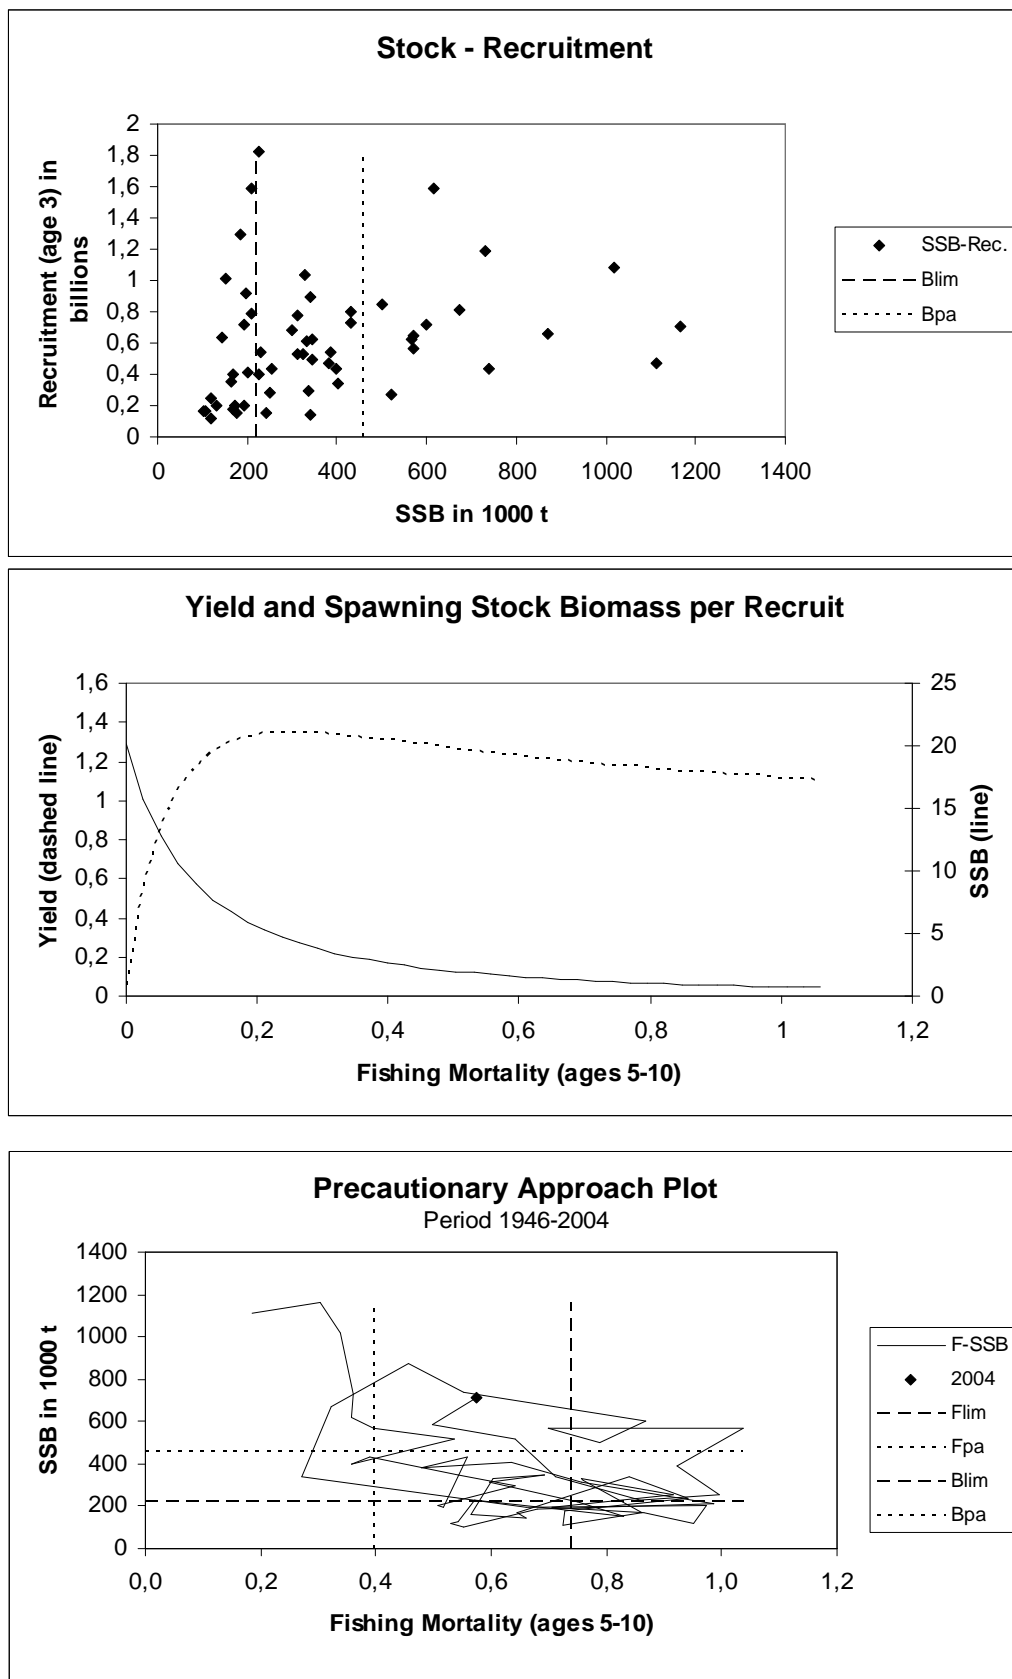 Stock - Recruitment
Recruitment (age 3) in
billions
2
1,8
1,6
1,4
1,2
1
0,8
0,6
0,4
0,2
0
0 200 400 600 800 1000 1200 1400
SSB in 1000 t
SSB-Rec.
Blim
Bpa
Yield and Spawning Stock Biomass per Recruit
Yield (dashed line)
1,6
1,4
1,2
1
0,8
0,6
0,4
0,2
0
25
20
15
10
5
0
SSB (line)
0 0,2 0,4 0,6 0,8 1 1,2
Fishing Mortality (ages 5-10)
Precautionary Approach Plot
Period 1946-2004
SSB in 1000 t
1400
1200
1000
800
600
400
200
0
0,0 0,2 0,4 0,6 0,8 1,0 1,2
Fishing Mortality (ages 5-10)
F-SSB
2004
Flim
Fpa
Blim
Bpa